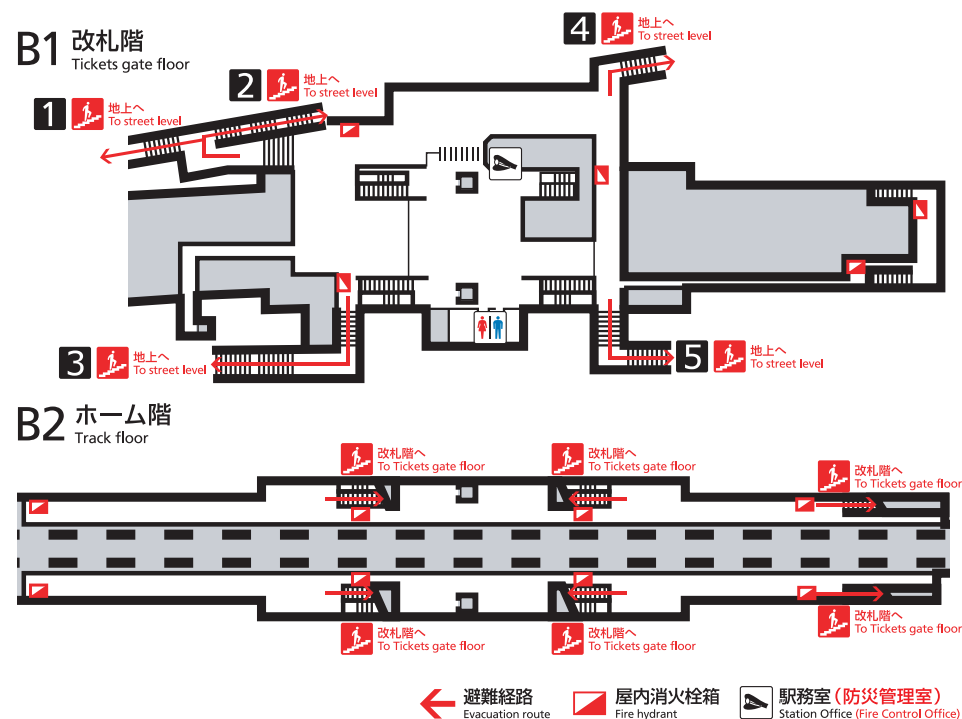 B1 改札階
Tickets gate floor
1 地上へ
To street level
2 地上へ
To street level
4 地上へ
To street level
3 地上へ
To street level
5 地上へ
To street level
B2 ホーム階
Track floor
改札階へ
To Tickets gate floor
改札階へ
To Tickets gate floor
改札階へ
To Tickets gate floor
改札階へ
To Tickets gate floor
改札階へ
To Tickets gate floor
改札階へ
To Tickets gate floor
避難経路
Evacuation route
屋内消火栓箱
Fire hydrant
駅務室(防災管理室)
Station Office (Fire Control Office)